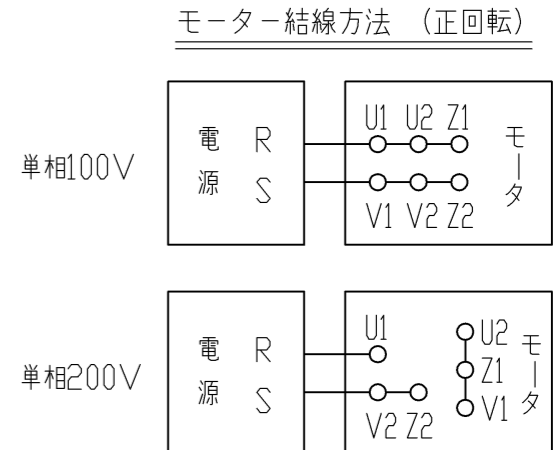 モーター結線方法 （正回転）
単相100V
電源
R
S
U1 U2 Z1
V1 V2 Z2
モータ
単相200V
電源
R
S
U1
V2 Z2
U2
Z1
V1
モータ